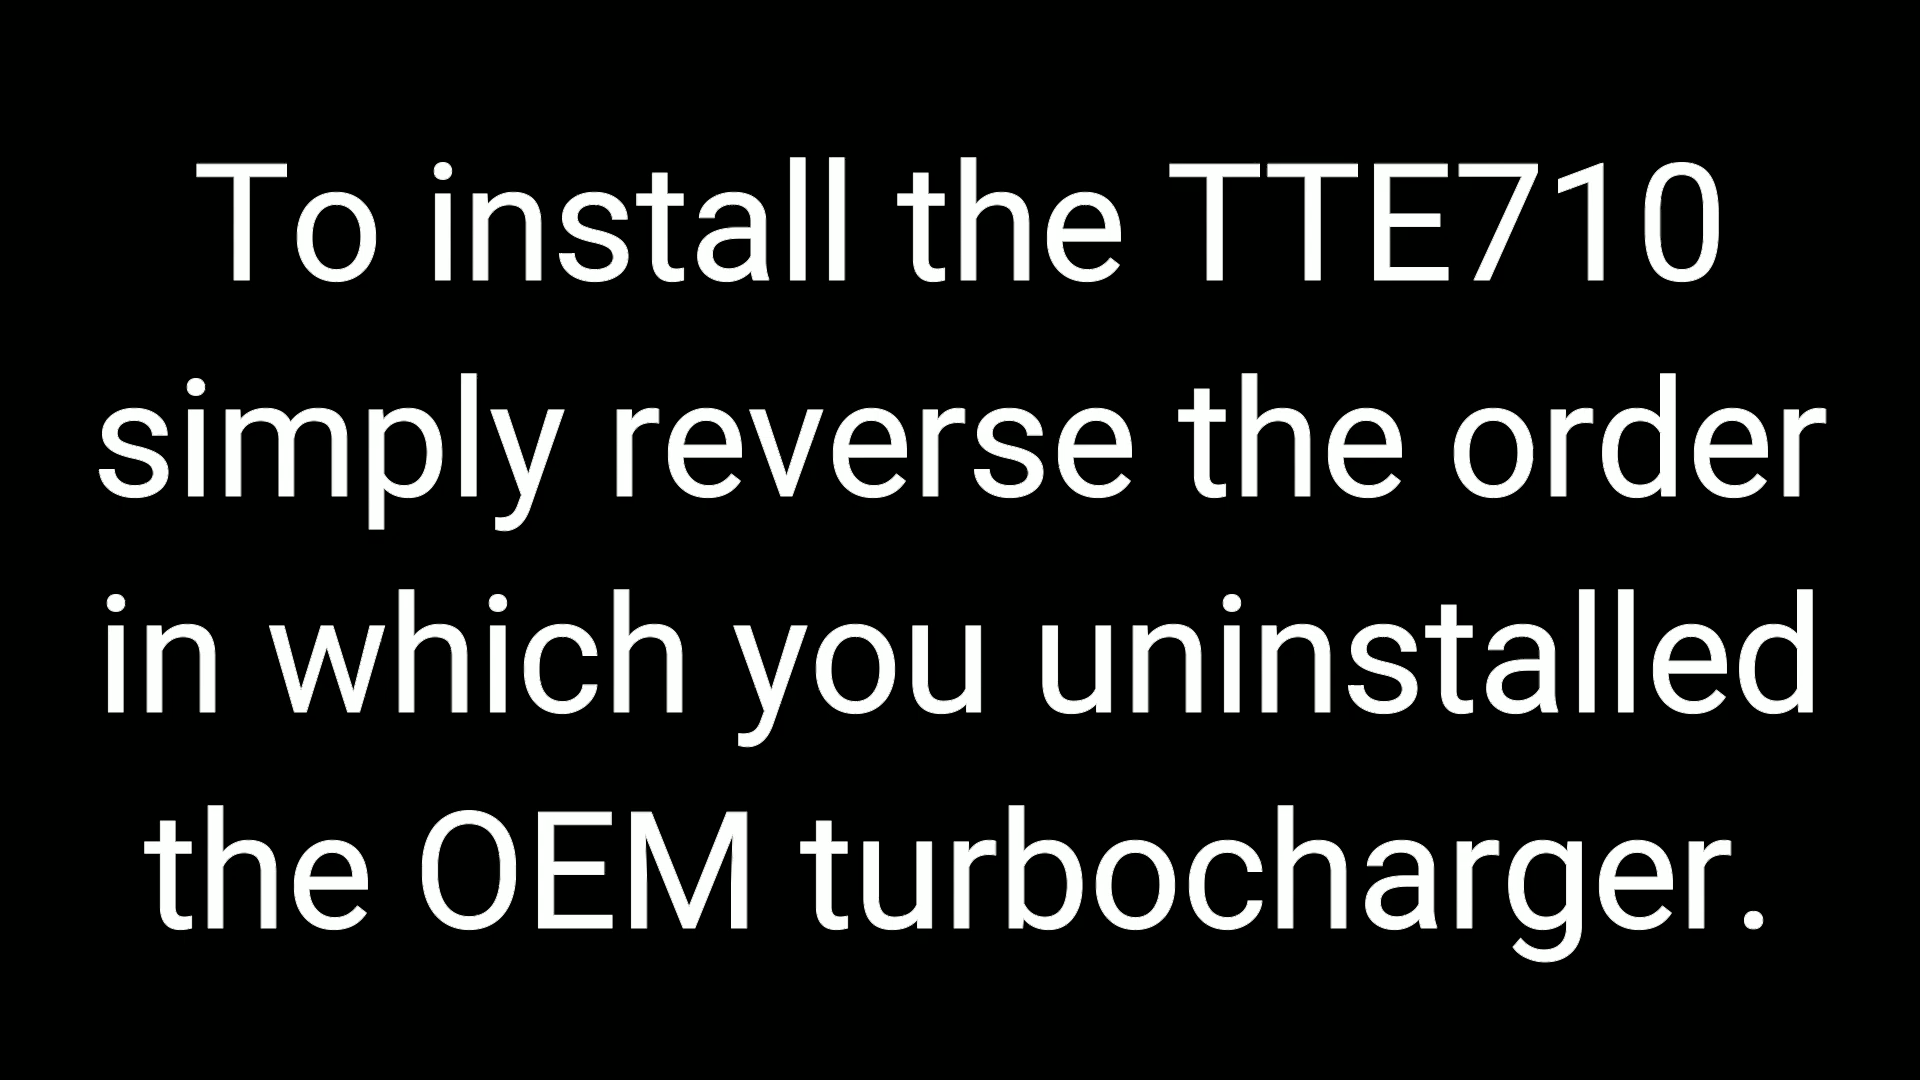 To install the TTE710
simply reverse the order
in which you uninstalled
the OEM turbocharger.